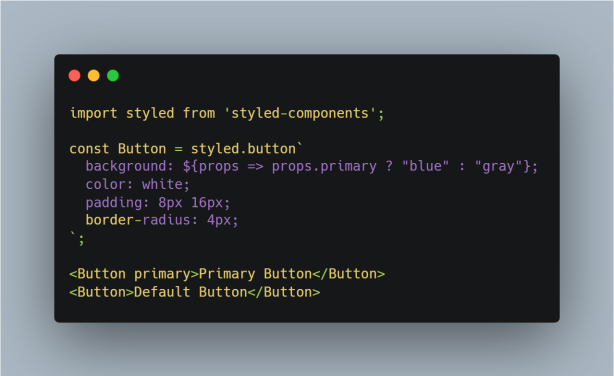 import styled from 'styled-components';
const Button = styled.button`
  background: ${props => props.primary ? "blue" : "gray"};
  color: white;
  padding: 8px 16px;
  border-radius: 4px;
`;
<Button primary>Primary Button</Button>
<Button>Default Button</Button>